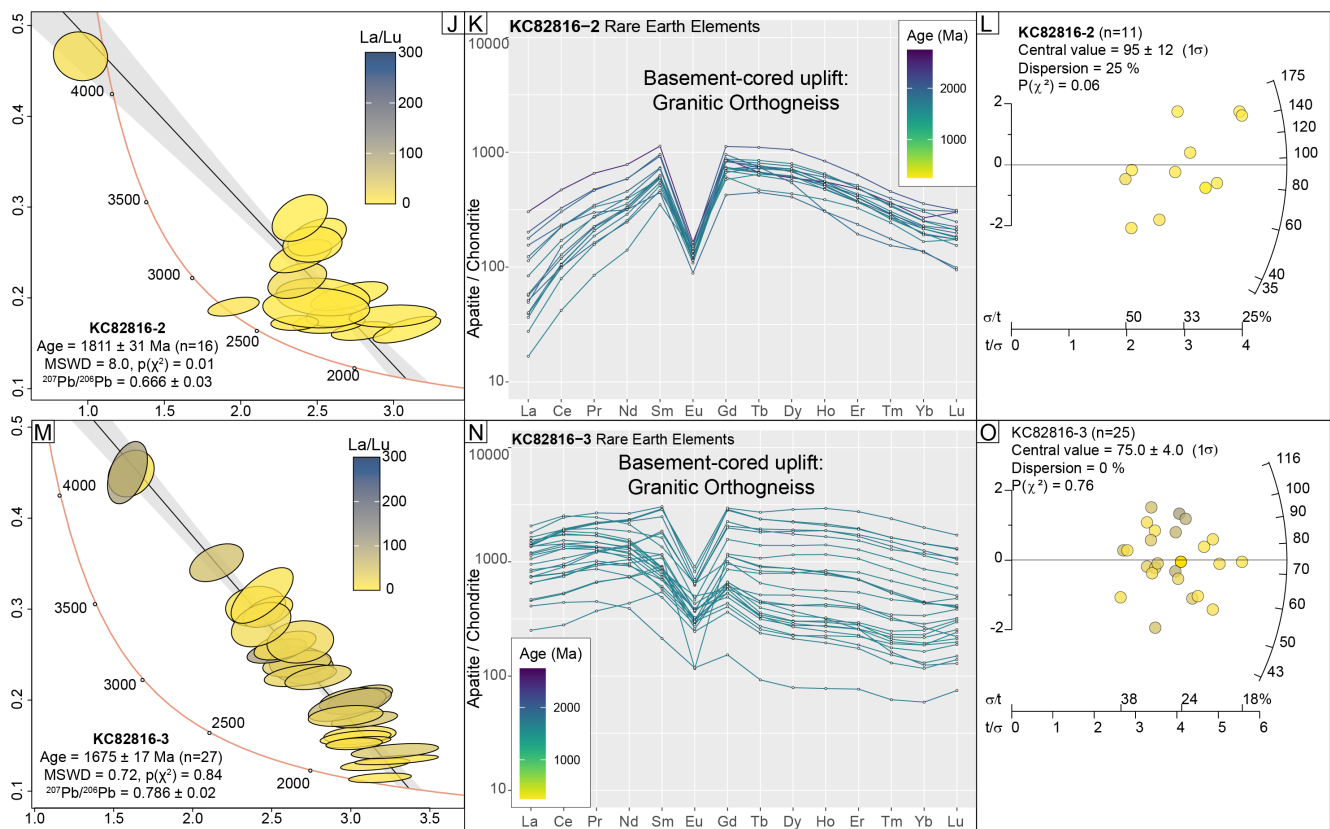 J
La/Lu
300
200
100
0
0.5
0.4
0.3
0.2
0.1
4000
3500
3000
2500
2000
KC82816-2
Age = 1811 ± 31 Ma (n=16)
MSWD = 8.0, p(χ²) = 0.01
²⁰⁷Pb/²⁰⁶Pb = 0.666 ± 0.03
1.0 1.5 2.0 2.5 3.0
K
KC82816−2 Rare Earth Elements
Age (Ma)
2000
1000
Basement-cored uplift:
Granitic Orthogneiss
Apatite / Chondrite
10000
1000
100
10
La Ce Pr Nd Sm Eu Gd Tb Dy Ho Er Tm Yb Lu
L
KC82816-2 (n=11)
Central value = 95 ± 12 (1σ)
Dispersion = 25 %
P(χ²) = 0.06
2
0
-2
175
140
120
100
80
60
40
35
σ/t 50 33 25%
t/σ 0 1 2 3 4
M
La/Lu
300
200
100
0
0.5
0.4
0.3
0.2
0.1
4000
3500
3000
2500
2000
KC82816-3
Age = 1675 ± 17 Ma (n=27)
MSWD = 0.72, p(χ²) = 0.84
²⁰⁷Pb/²⁰⁶Pb = 0.786 ± 0.02
1.0 1.5 2.0 2.5 3.0 3.5
N
KC82816−3 Rare Earth Elements
Basement-cored uplift:
Granitic Orthogneiss
Apatite / Chondrite
10000
1000
100
10
Age (Ma)
2000
1000
La Ce Pr Nd Sm Eu Gd Tb Dy Ho Er Tm Yb Lu
O
KC82816-3 (n=25)
Central value = 75.0 ± 4.0 (1σ)
Dispersion = 0 %
P(χ²) = 0.76
2
0
-2
116
100
90
80
70
60
50
43
σ/t 38 24 18%
t/σ 0 1 2 3 4 5 6